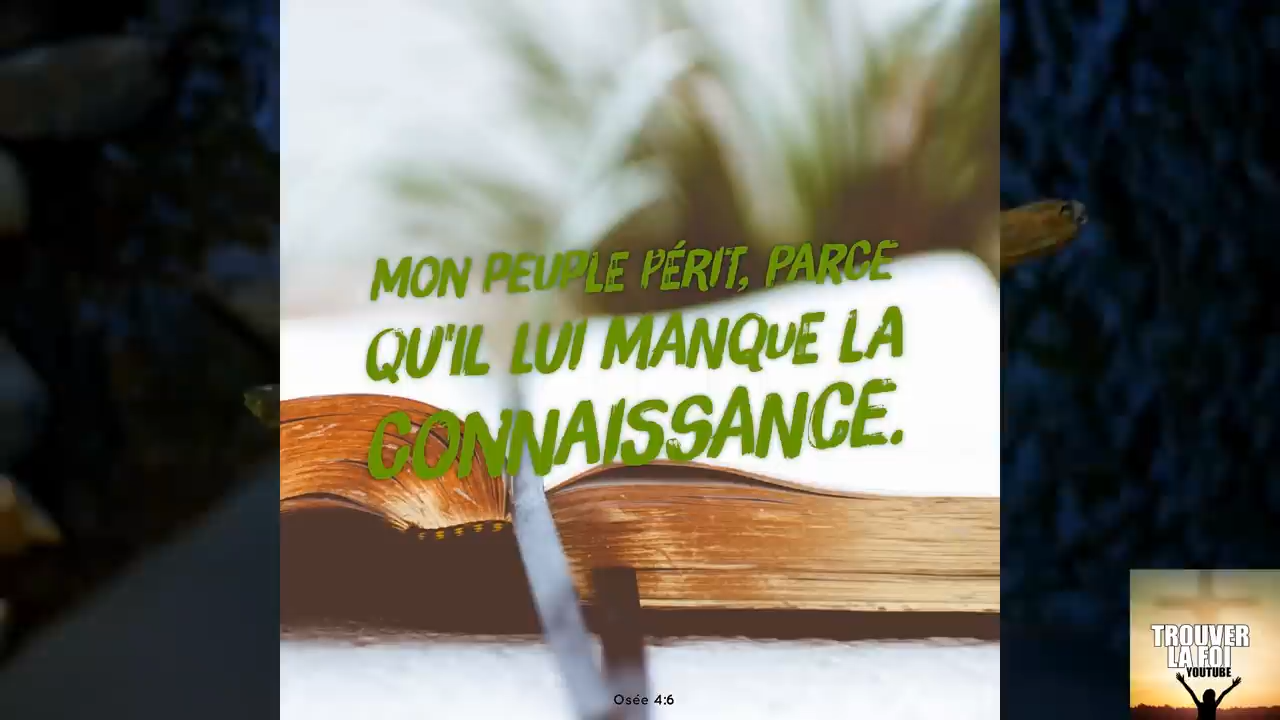 MON PEUPLE PÉRIT, PARCE
QU'IL LUI MANQUE LA
CONNAISSANCE.
Osée 4:6
TROUVER
LA FOI
YOUTUBE